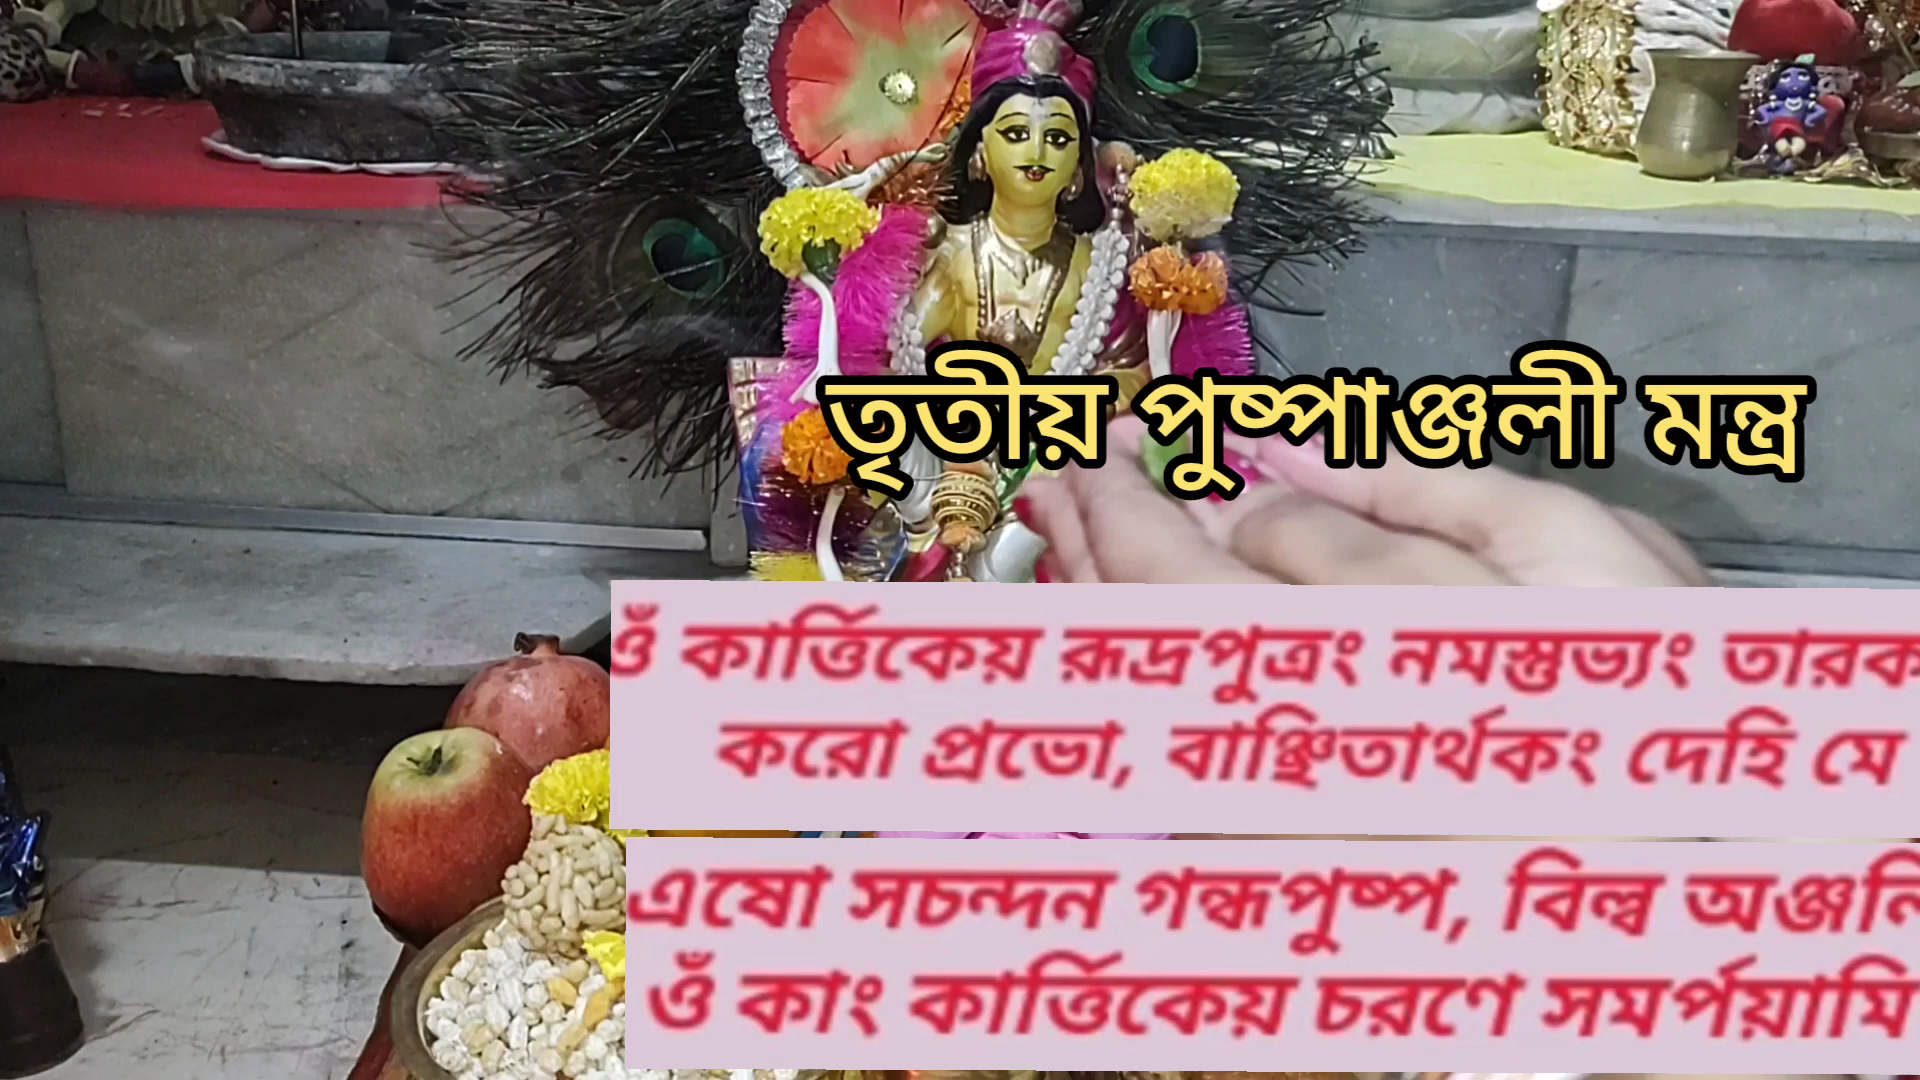 তৃতীয় পুষ্পাঞ্জলী মন্ত্র
ওঁ কার্ত্তিকেয় রূদ্রপুত্রং নমস্তুভ্যং তারক
করো প্রভো, বাঞ্ছিতার্থকং দেহি মে
এষো সচন্দন গন্ধপুষ্প, বিল্ব অঞ্জলি
ওঁ কাং কার্ত্তিকেয় চরণে সমর্পয়ামি